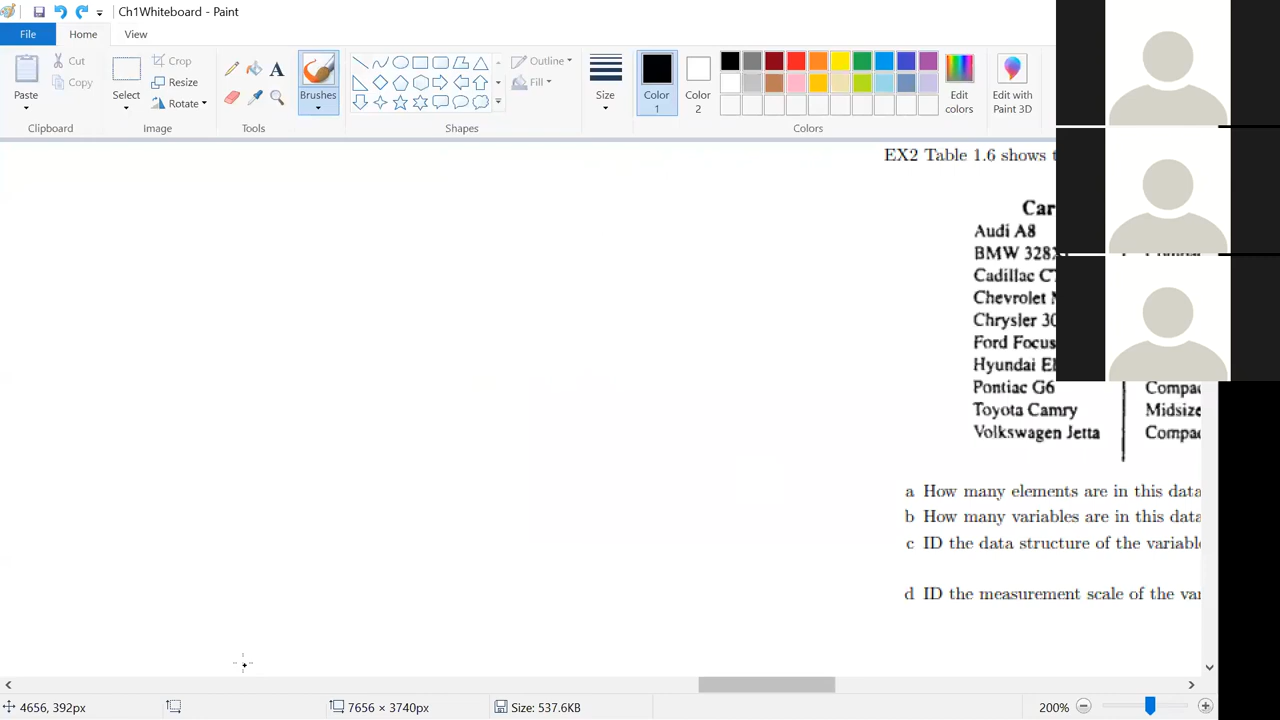 Ch1Whiteboard - Paint
File Home View
Cut Crop Outline
Copy Resize Fill
Paste Select Rotate Brushes Size Color 1 Color 2 Edit colors Edit with Paint 3D
Clipboard Image Tools Shapes Colors
EX2 Table 1.6 shows
Car
Audi A8
BMW
Cadillac
Chevrolet
Chrysler
Ford Focus
Hyundai
Pontiac G6
Toyota Camry Midsize
Volkswagen Jetta
a How many elements are in this data
b How many variables are in this data
c ID the data structure of the
d ID the measurement scale of the
4656, 392px 7656 × 3740px Size: 537.6KB 200%